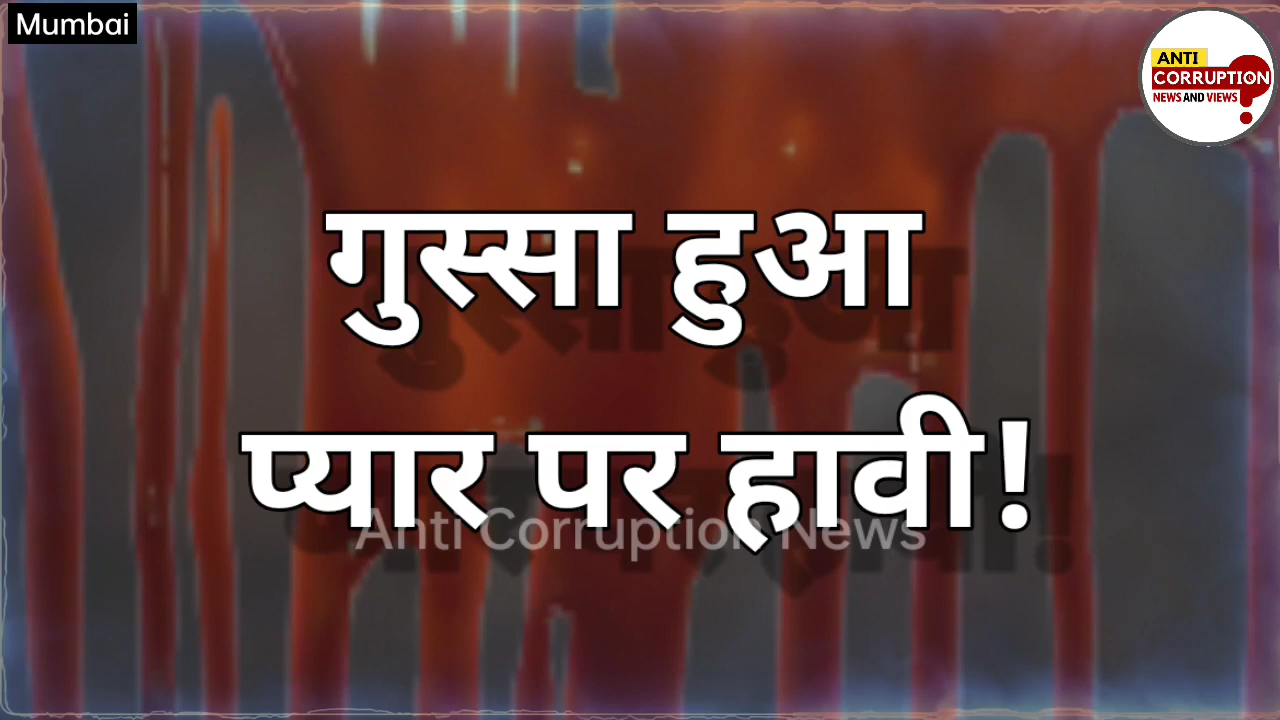 Mumbai
ANTI
CORRUPTION
NEWS AND VIEWS
गुस्सा हुआ
प्यार पर हावी!
Anti Corruption News